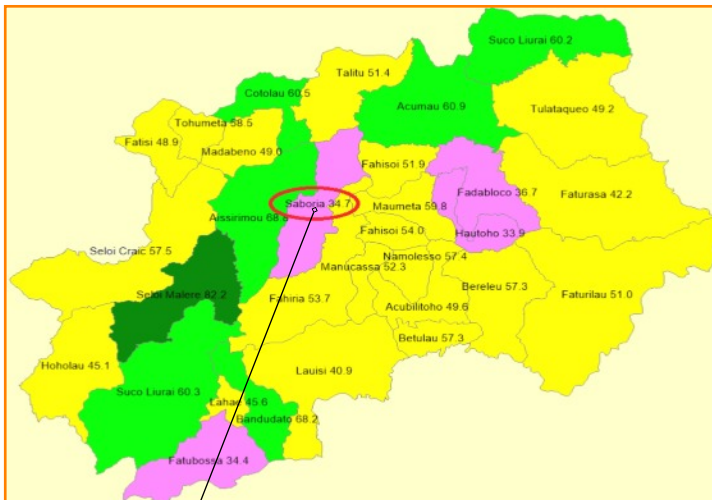 Suco Liurai 60.2
Talitu 51.4
Cotolau 60.5
Acumau 60.9
Tulataqueo 49.2
Tohumeta 58.5
Fatisi 48.9
Madabeno 49.0
Fahisoi 51.9
Fadabloco 36.7
Faturasa 42.2
Saboria 34.7
Maumeta 59.8
Aissirimou 68.8
Fahisoi 54.0
Hautoho 33.9
Seloi Craic 57.5
Namolesso 57.4
Manucassa 52.3
Seloi Malere 82.2
Bereleu 57.3
Fahiria 53.7
Faturilau 51.0
Acubilitoho 49.6
Betulau 57.3
Hoholau 45.1
Lauisi 40.9
Suco Liurai 60.3
Lahae 45.6
Bandudato 68.2
Fatubossa 34.4